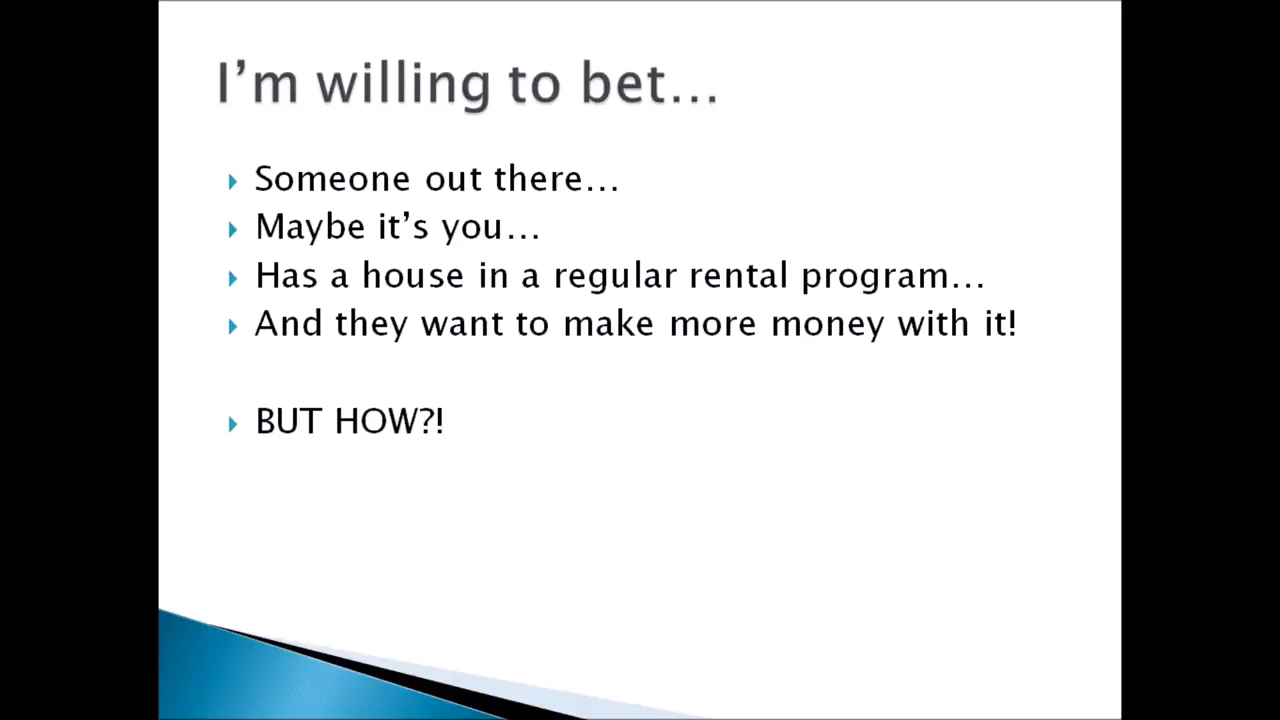 I’m willing to bet…
Someone out there…
Maybe it’s you…
Has a house in a regular rental program…
And they want to make more money with it!
BUT HOW?!